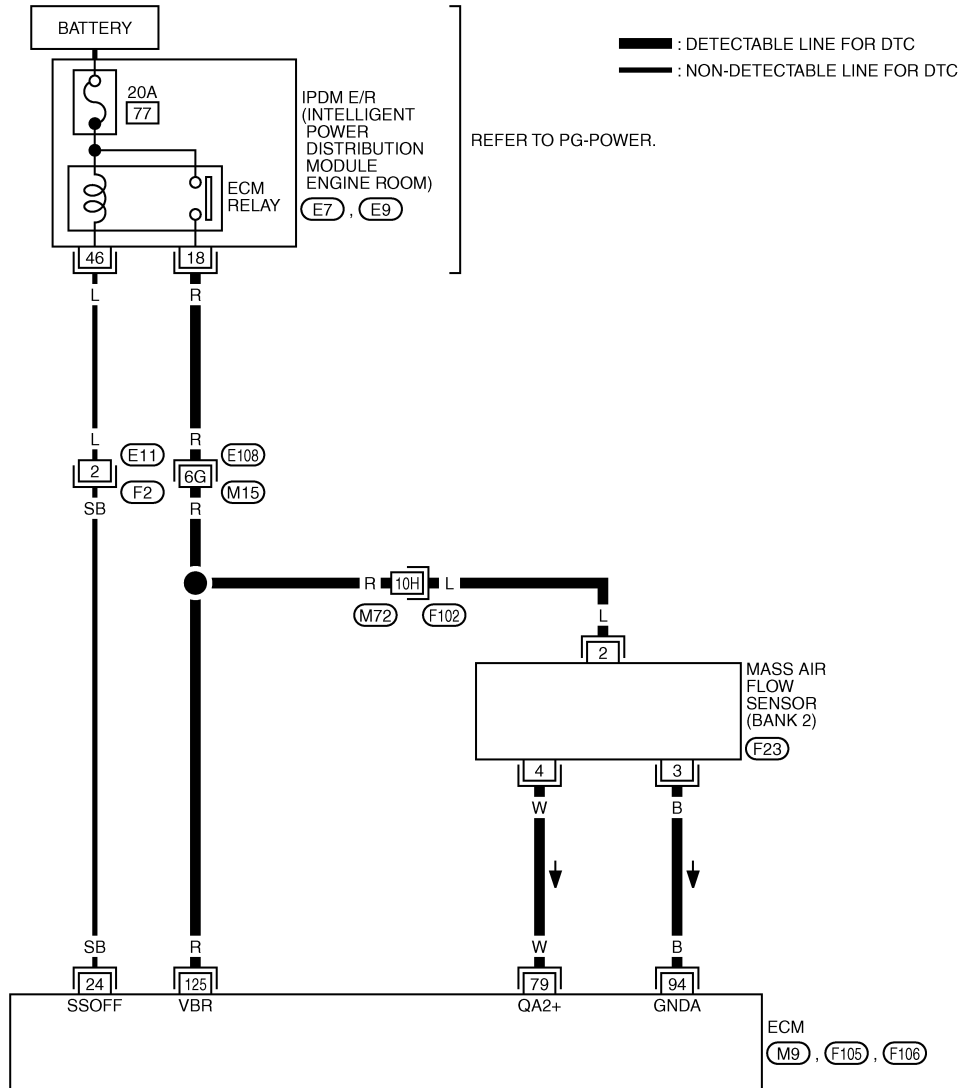 BATTERY
: DETECTABLE LINE FOR DTC
: NON-DETECTABLE LINE FOR DTC
20A
77
IPDM E/R
(INTELLIGENT
POWER
DISTRIBUTION
MODULE
ENGINE ROOM)
E7 , E9
REFER TO PG-POWER.
ECM
RELAY
46
18
L
R
L
R
E11
E108
2
6G
F2
M15
SB
R
R
10H
L
M72
F102
L
2
MASS AIR
FLOW
SENSOR
(BANK 2)
F23
4
3
W
B
SB
R
W
B
24
125
79
94
SSOFF
VBR
QA2+
GNDA
ECM
M9 , F105 , F106